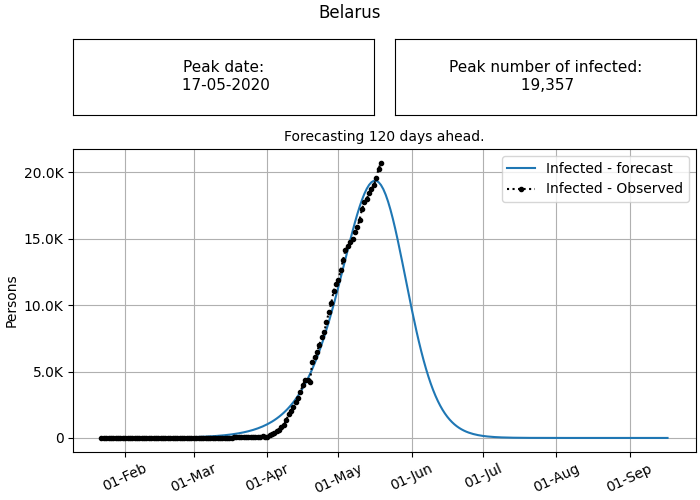 Belarus
Peak date:
17-05-2020
Peak number of infected:
19,357
Forecasting 120 days ahead.
Infected - forecast
Infected - Observed
Persons
20.0K
15.0K
10.0K
5.0K
0
01-Feb
01-Mar
01-Apr
01-May
01-Jun
01-Jul
01-Aug
01-Sep